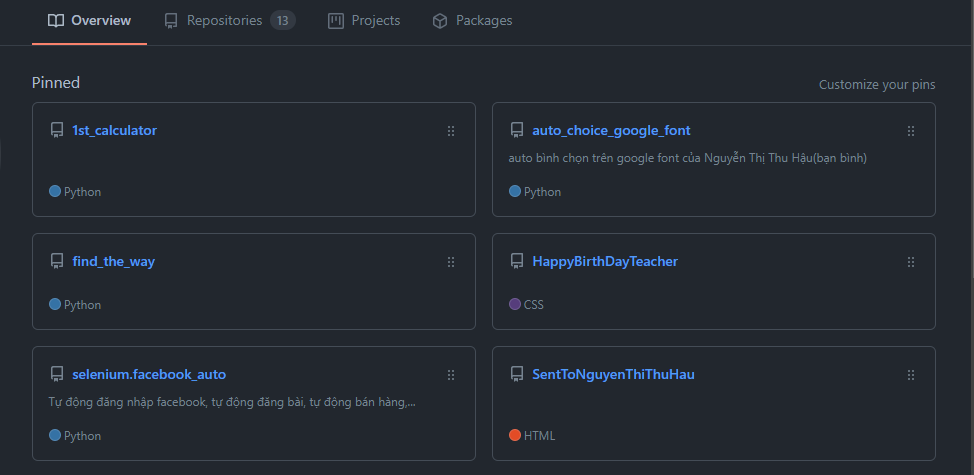 Overview Repositories 13 Projects Packages
Pinned Customize your pins
1st_calculator
Python
auto_choice_google_font
auto bình chọn trên google font của Nguyễn Thị Thu Hậu(bạn bình)
Python
find_the_way
Python
HappyBirthDayTeacher
CSS
selenium.facebook_auto
Tự động đăng nhập facebook, tự động đăng bài, tự động bán hàng,...
Python
SentToNguyenThiThuHau
HTML